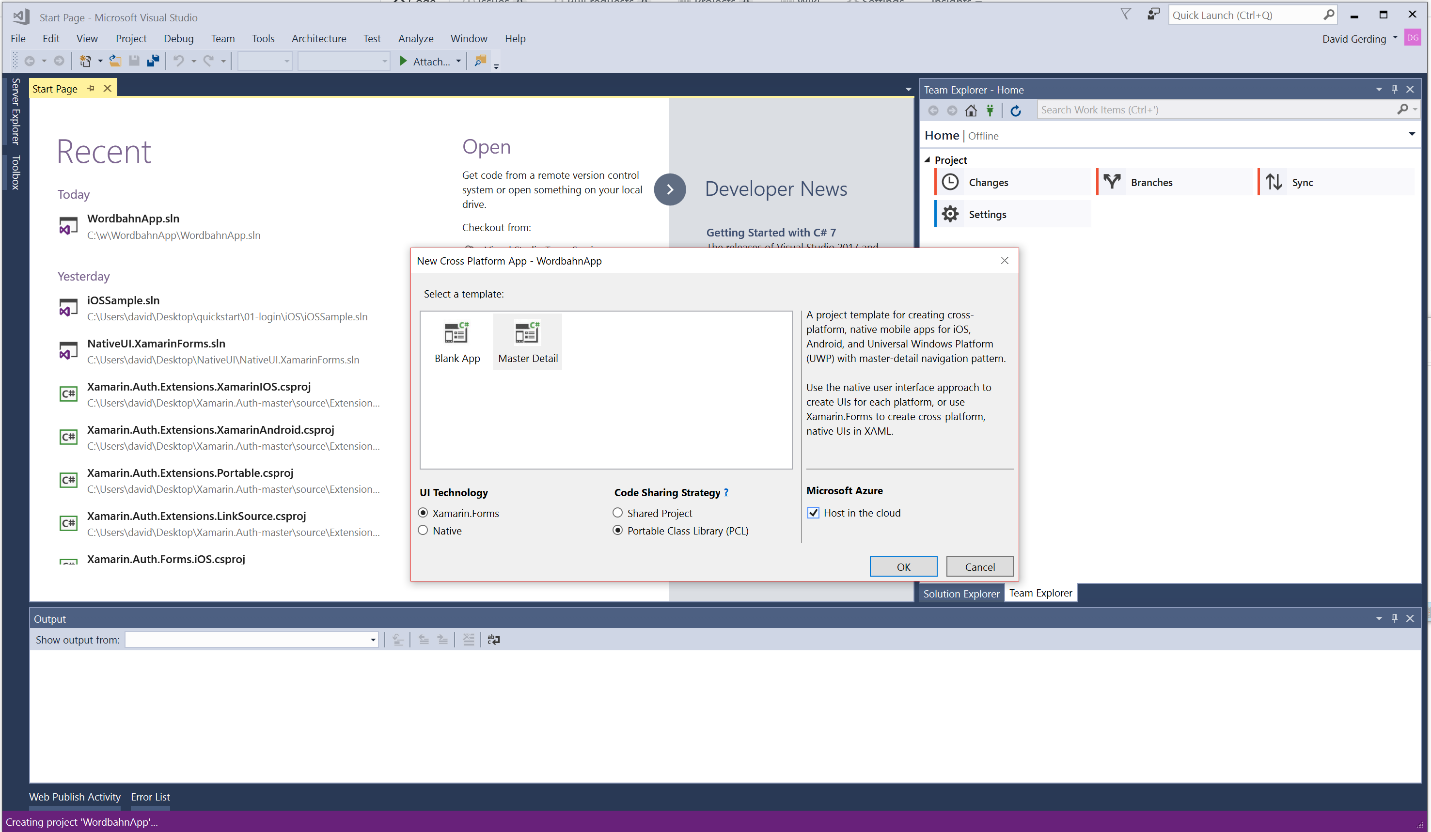 Start Page - Microsoft Visual Studio
Quick Launch (Ctrl+Q)
File Edit View Project Debug Team Tools Architecture Test Analyze Window Help
David Gerding DG
Attach...
Server Explorer
Toolbox
Start Page
Recent
Today
WordbahnApp.sln
C:\w\WordbahnApp\WordbahnApp.sln
Yesterday
iOSSample.sln
C:\Users\david\Desktop\quickstart\01-login\iOS\iOSSample.sln
NativeUI.XamarinForms.sln
C:\Users\david\Desktop\NativeUI\NativeUI.XamarinForms.sln
Xamarin.Auth.Extensions.XamarinIOS.csproj
C:\Users\david\Desktop\Xamarin.Auth-master\source\Extension...
Xamarin.Auth.Extensions.XamarinAndroid.csproj
C:\Users\david\Desktop\Xamarin.Auth-master\source\Extension...
Xamarin.Auth.Extensions.Portable.csproj
C:\Users\david\Desktop\Xamarin.Auth-master\source\Extension...
Xamarin.Auth.Extensions.LinkSource.csproj
C:\Users\david\Desktop\Xamarin.Auth-master\source\Extension...
Xamarin.Auth.Forms.iOS.csproj
Open
Get code from a remote version control
system or open something on your local
drive.
Checkout from:
Developer News
Getting Started with C# 7
The releases of Visual Studio 2017 and
New Cross Platform App - WordbahnApp
Select a template:
C#
Blank App
C#
Master Detail
A project template for creating cross-
platform, native mobile apps for iOS,
Android, and Universal Windows Platform
(UWP) with master-detail navigation pattern.
Use the native user interface approach to
create UIs for each platform, or use
Xamarin.Forms to create cross platform,
native UIs in XAML.
UI Technology
Xamarin.Forms
Native
Code Sharing Strategy ?
Shared Project
Portable Class Library (PCL)
Microsoft Azure
Host in the cloud
OK Cancel
Team Explorer - Home
Search Work Items (Ctrl+')
Home | Offline
Project
Changes Branches Sync
Settings
Solution Explorer Team Explorer
Output
Show output from:
Web Publish Activity Error List
Creating project 'WordbahnApp'...